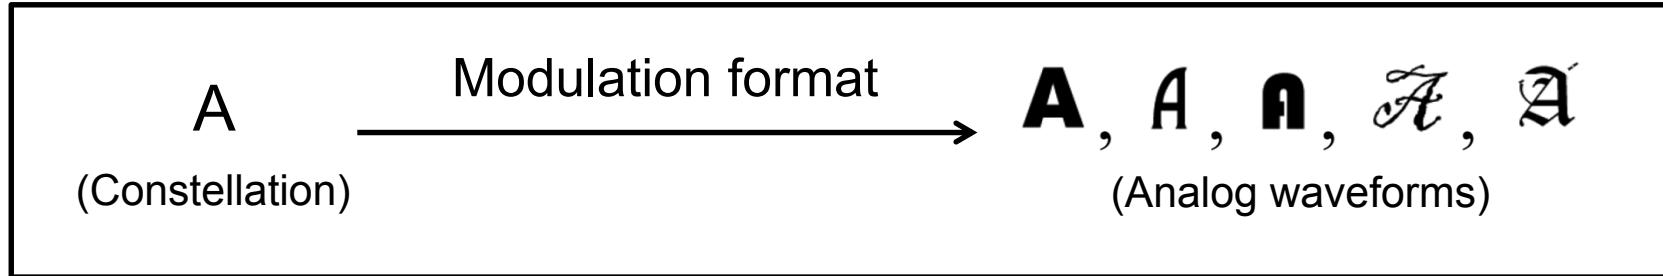 Modulation format
A
A, A, A, A, A
(Constellation)
(Analog waveforms)